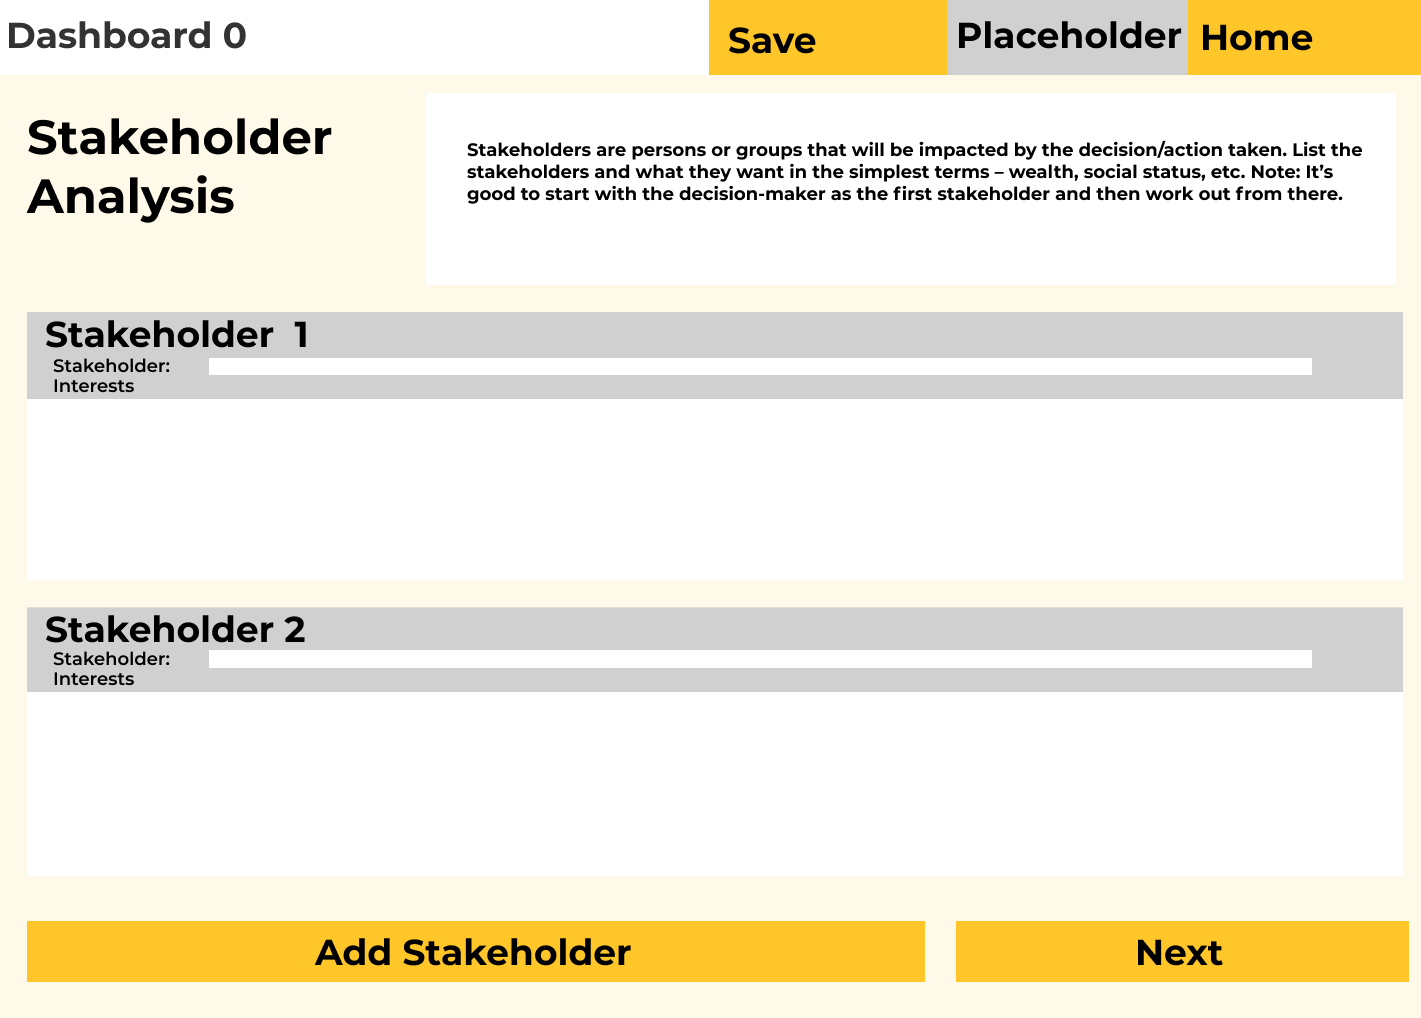 Dashboard 0
Save
Placeholder
Home
Stakeholder
Analysis
Stakeholders are persons or groups that will be impacted by the decision/action taken. List the
stakeholders and what they want in the simplest terms – wealth, social status, etc. Note: It’s
good to start with the decision-maker as the first stakeholder and then work out from there.
Stakeholder  1
Stakeholder:
Interests
Stakeholder 2
Stakeholder:
Interests
Add Stakeholder
Next